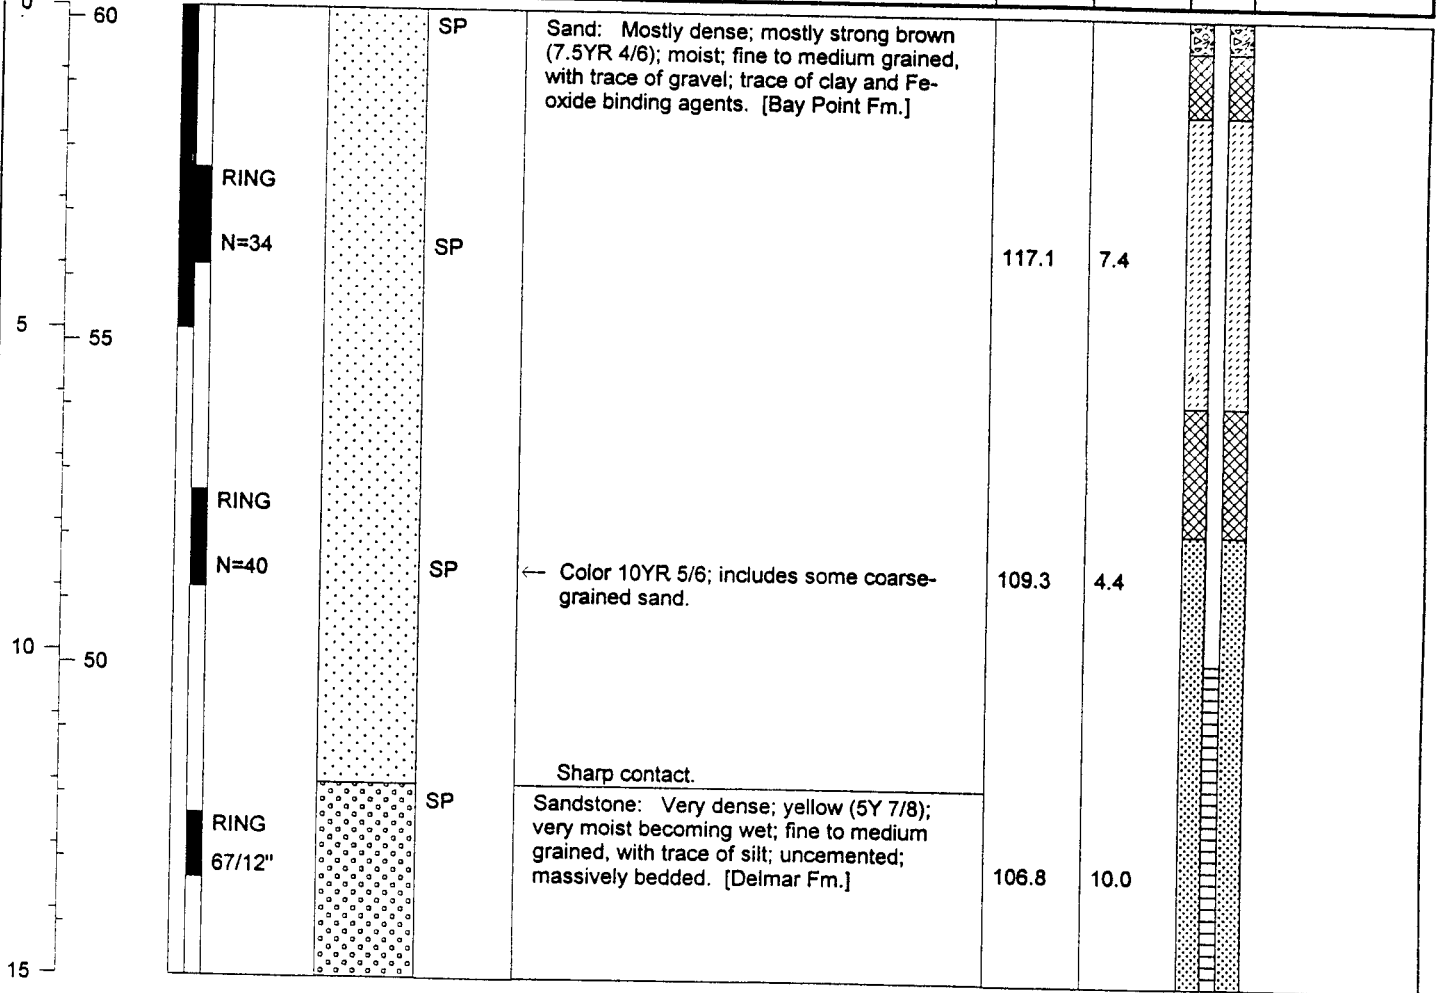 0
60
SP
Sand: Mostly dense; mostly strong brown
(7.5YR 4/6); moist; fine to medium grained,
with trace of gravel; trace of clay and Fe-
oxide binding agents. [Bay Point Fm.]
RING
N=34
SP
117.1
7.4
5
55
RING
N=40
SP
← Color 10YR 5/6; includes some coarse-
grained sand.
109.3
4.4
10
50
Sharp contact.
SP
Sandstone: Very dense; yellow (5Y 7/8);
very moist becoming wet; fine to medium
grained, with trace of silt; uncemented;
massively bedded. [Delmar Fm.]
RING
67/12"
106.8
10.0
15